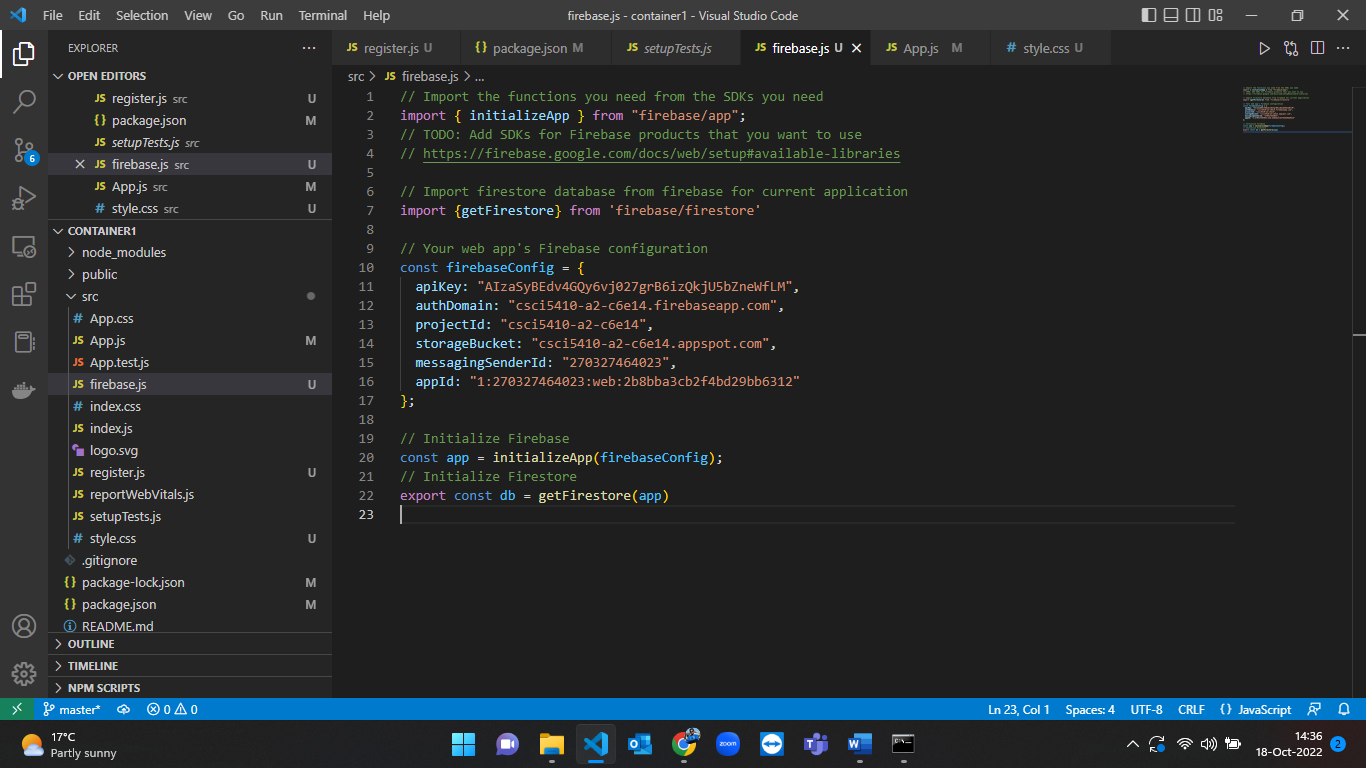 File Edit Selection View Go Run Terminal Help
firebase.js - container1 - Visual Studio Code
EXPLORER
OPEN EDITORS
register.js src U
package.json M
setupTests.js src
firebase.js src U
App.js src M
style.css src U
CONTAINER1
node_modules
public
src
App.css
App.js M
App.test.js
firebase.js U
index.css
index.js
logo.svg
register.js U
reportWebVitals.js
setupTests.js
style.css U
.gitignore
package-lock.json M
package.json M
README.md
OUTLINE
TIMELINE
NPM SCRIPTS
6
JS register.js U {} package.json M JS setupTests.js JS firebase.js U JS App.js M # style.css U
src > JS firebase.js > ...
1 // Import the functions you need from the SDKs you need
2 import { initializeApp } from "firebase/app";
3 // TODO: Add SDKs for Firebase products that you want to use
4 // https://firebase.google.com/docs/web/setup#available-libraries
5
6 // Import firestore database from firebase for current application
7 import {getFirestore} from 'firebase/firestore'
8
9 // Your web app's Firebase configuration
10 const firebaseConfig = {
11 apiKey: "AIzaSyBEdv4GQy6vj027grB6izQkjU5bZneWfLM",
12 authDomain: "csci5410-a2-c6e14.firebaseapp.com",
13 projectId: "csci5410-a2-c6e14",
14 storageBucket: "csci5410-a2-c6e14.appspot.com",
15 messagingSenderId: "270327464023",
16 appId: "1:270327464023:web:2b8bba3cb2f4bd29bb6312"
17 };
18
19 // Initialize Firebase
20 const app = initializeApp(firebaseConfig);
21 // Initialize Firestore
22 export const db = getFirestore(app)
23
master* 0 0 Ln 23, Col 1 Spaces: 4 UTF-8 CRLF {} JavaScript
17°C
Partly sunny
zoom
14:36
18-Oct-2022
2